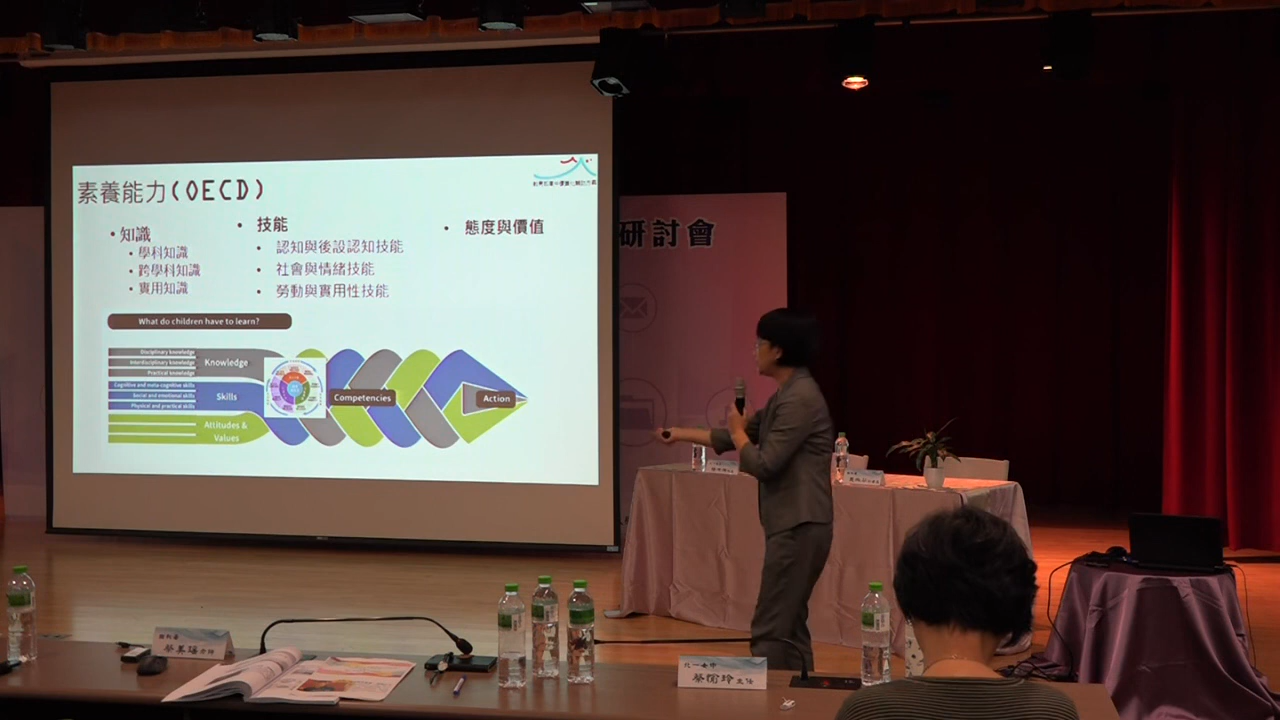 素養能力(OECD)
• 知識
• 學科知識
• 跨學科知識
• 實用知識
• 技能
• 認知與後設認知技能
• 社會與情緒技能
• 勞動與實用性技能
• 態度與價值
What do children have to learn?
Disciplinary knowledge
Interdisciplinary knowledge
Practical knowledge
Knowledge
Cognitive and meta-cognitive skills
Social and emotional skills
Physical and practical skills
Skills
Attitudes &
Values
Competencies
Action
研討會
北一女中